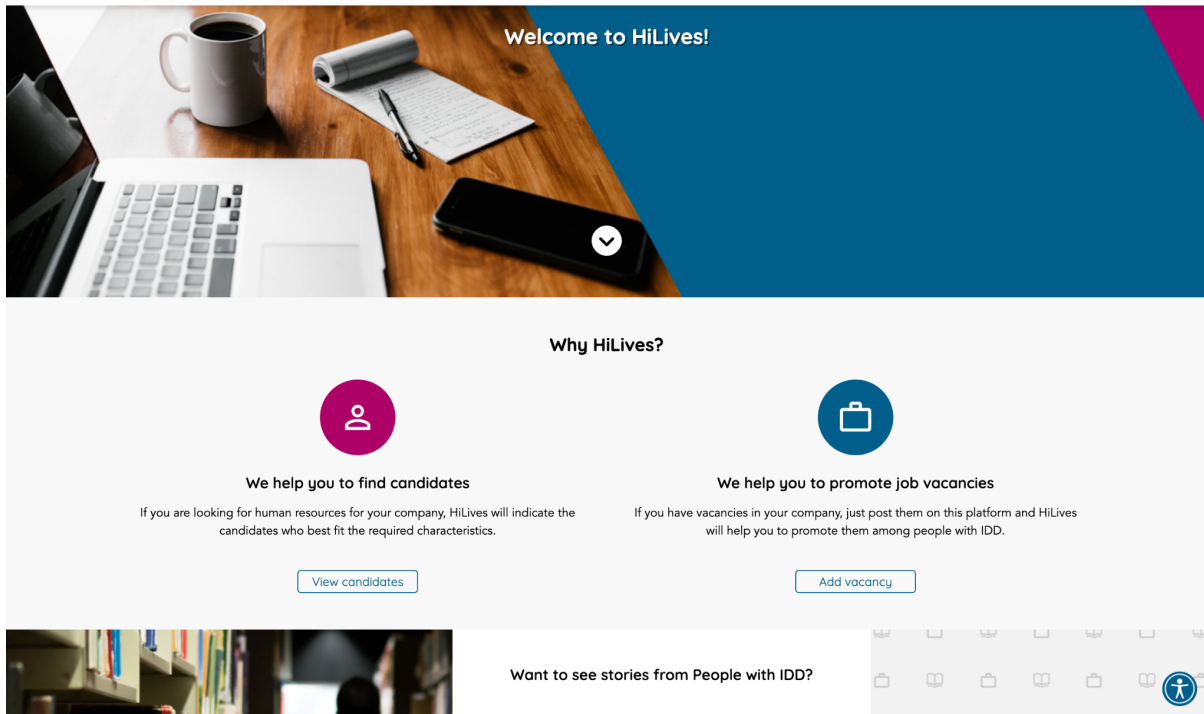 Welcome to HiLives!
Why HiLives?
We help you to find candidates
If you are looking for human resources for your company, HiLives will indicate the
candidates who best fit the required characteristics.
View candidates
We help you to promote job vacancies
If you have vacancies in your company, just post them on this platform and HiLives
will help you to promote them among people with IDD.
Add vacancy
Want to see stories from People with IDD?